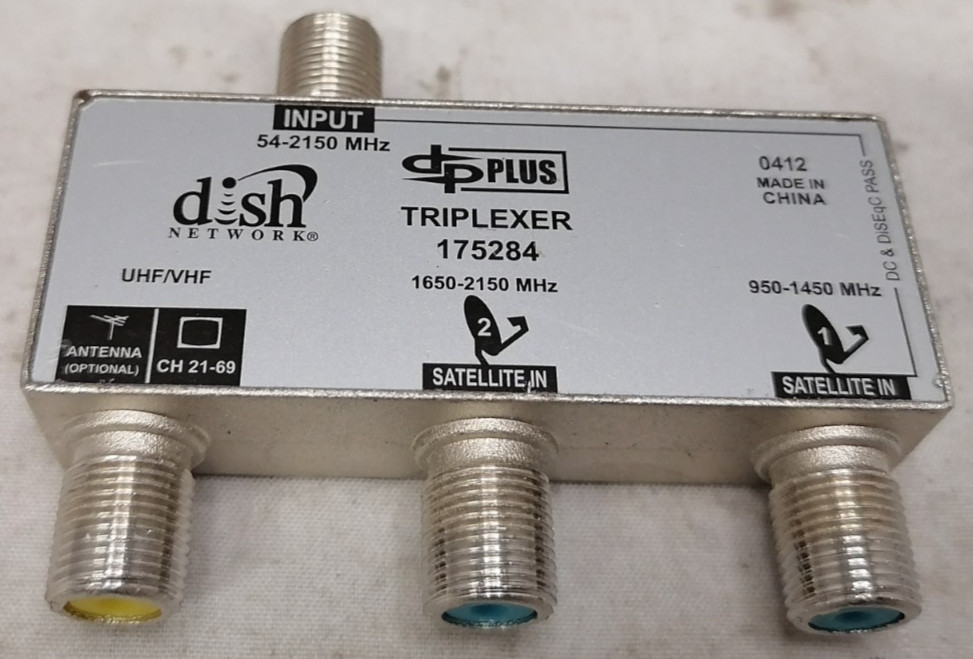 INPUT
54-2150 MHz
dish
NETWORK®
dp PLUS
TRIPLEXER
175284
0412
MADE IN
CHINA
DC & DiSEqC PASS
UHF/VHF
1650-2150 MHz
950-1450 MHz
ANTENNA
(OPTIONAL)
CH 21-69
2
SATELLITE IN
1
SATELLITE IN